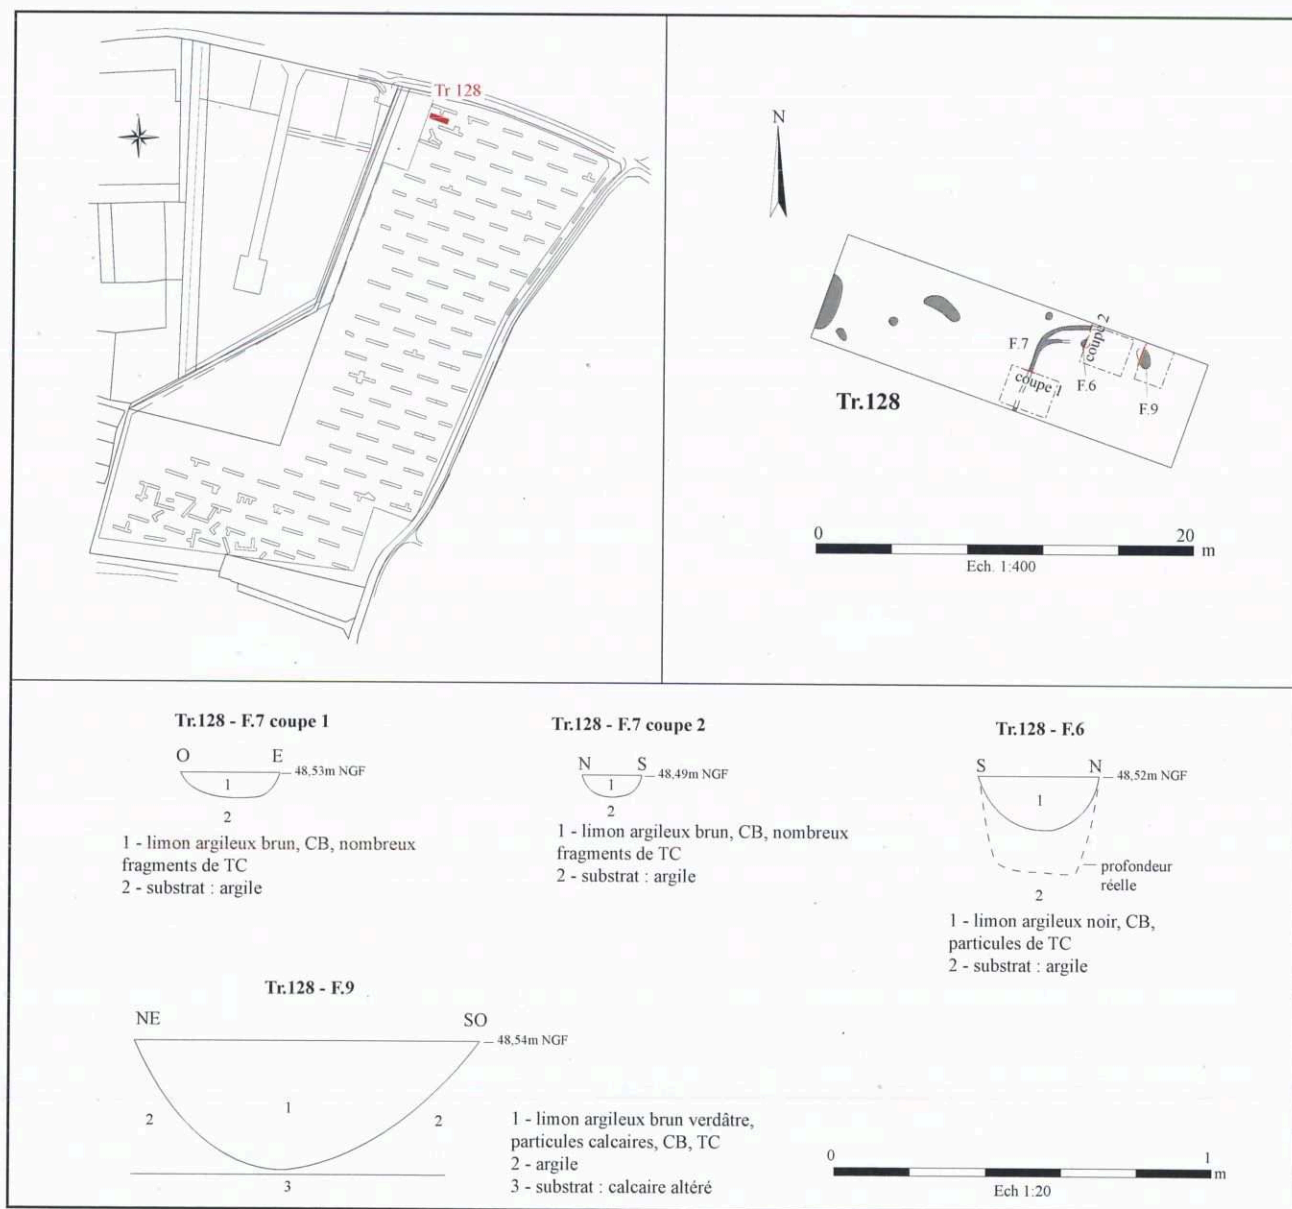 Tr 128
N
F.7
coupe 2
coupe 1
F.6
F.9
Tr.128
0 20
m
Ech. 1:400
Tr.128 - F.7 coupe 1
O E
48,53m NGF
1
2
1 - limon argileux brun, CB, nombreux
fragments de TC
2 - substrat : argile
Tr.128 - F.7 coupe 2
N S
48,49m NGF
1
2
1 - limon argileux brun, CB, nombreux
fragments de TC
2 - substrat : argile
Tr.128 - F.6
S N
48,52m NGF
1
profondeur
réelle
2
1 - limon argileux noir, CB,
particules de TC
2 - substrat : argile
Tr.128 - F.9
NE SO
48,54m NGF
2 1 2
3
1 - limon argileux brun verdâtre,
particules calcaires, CB, TC
2 - argile
3 - substrat : calcaire altéré
0 1
m
Ech 1:20